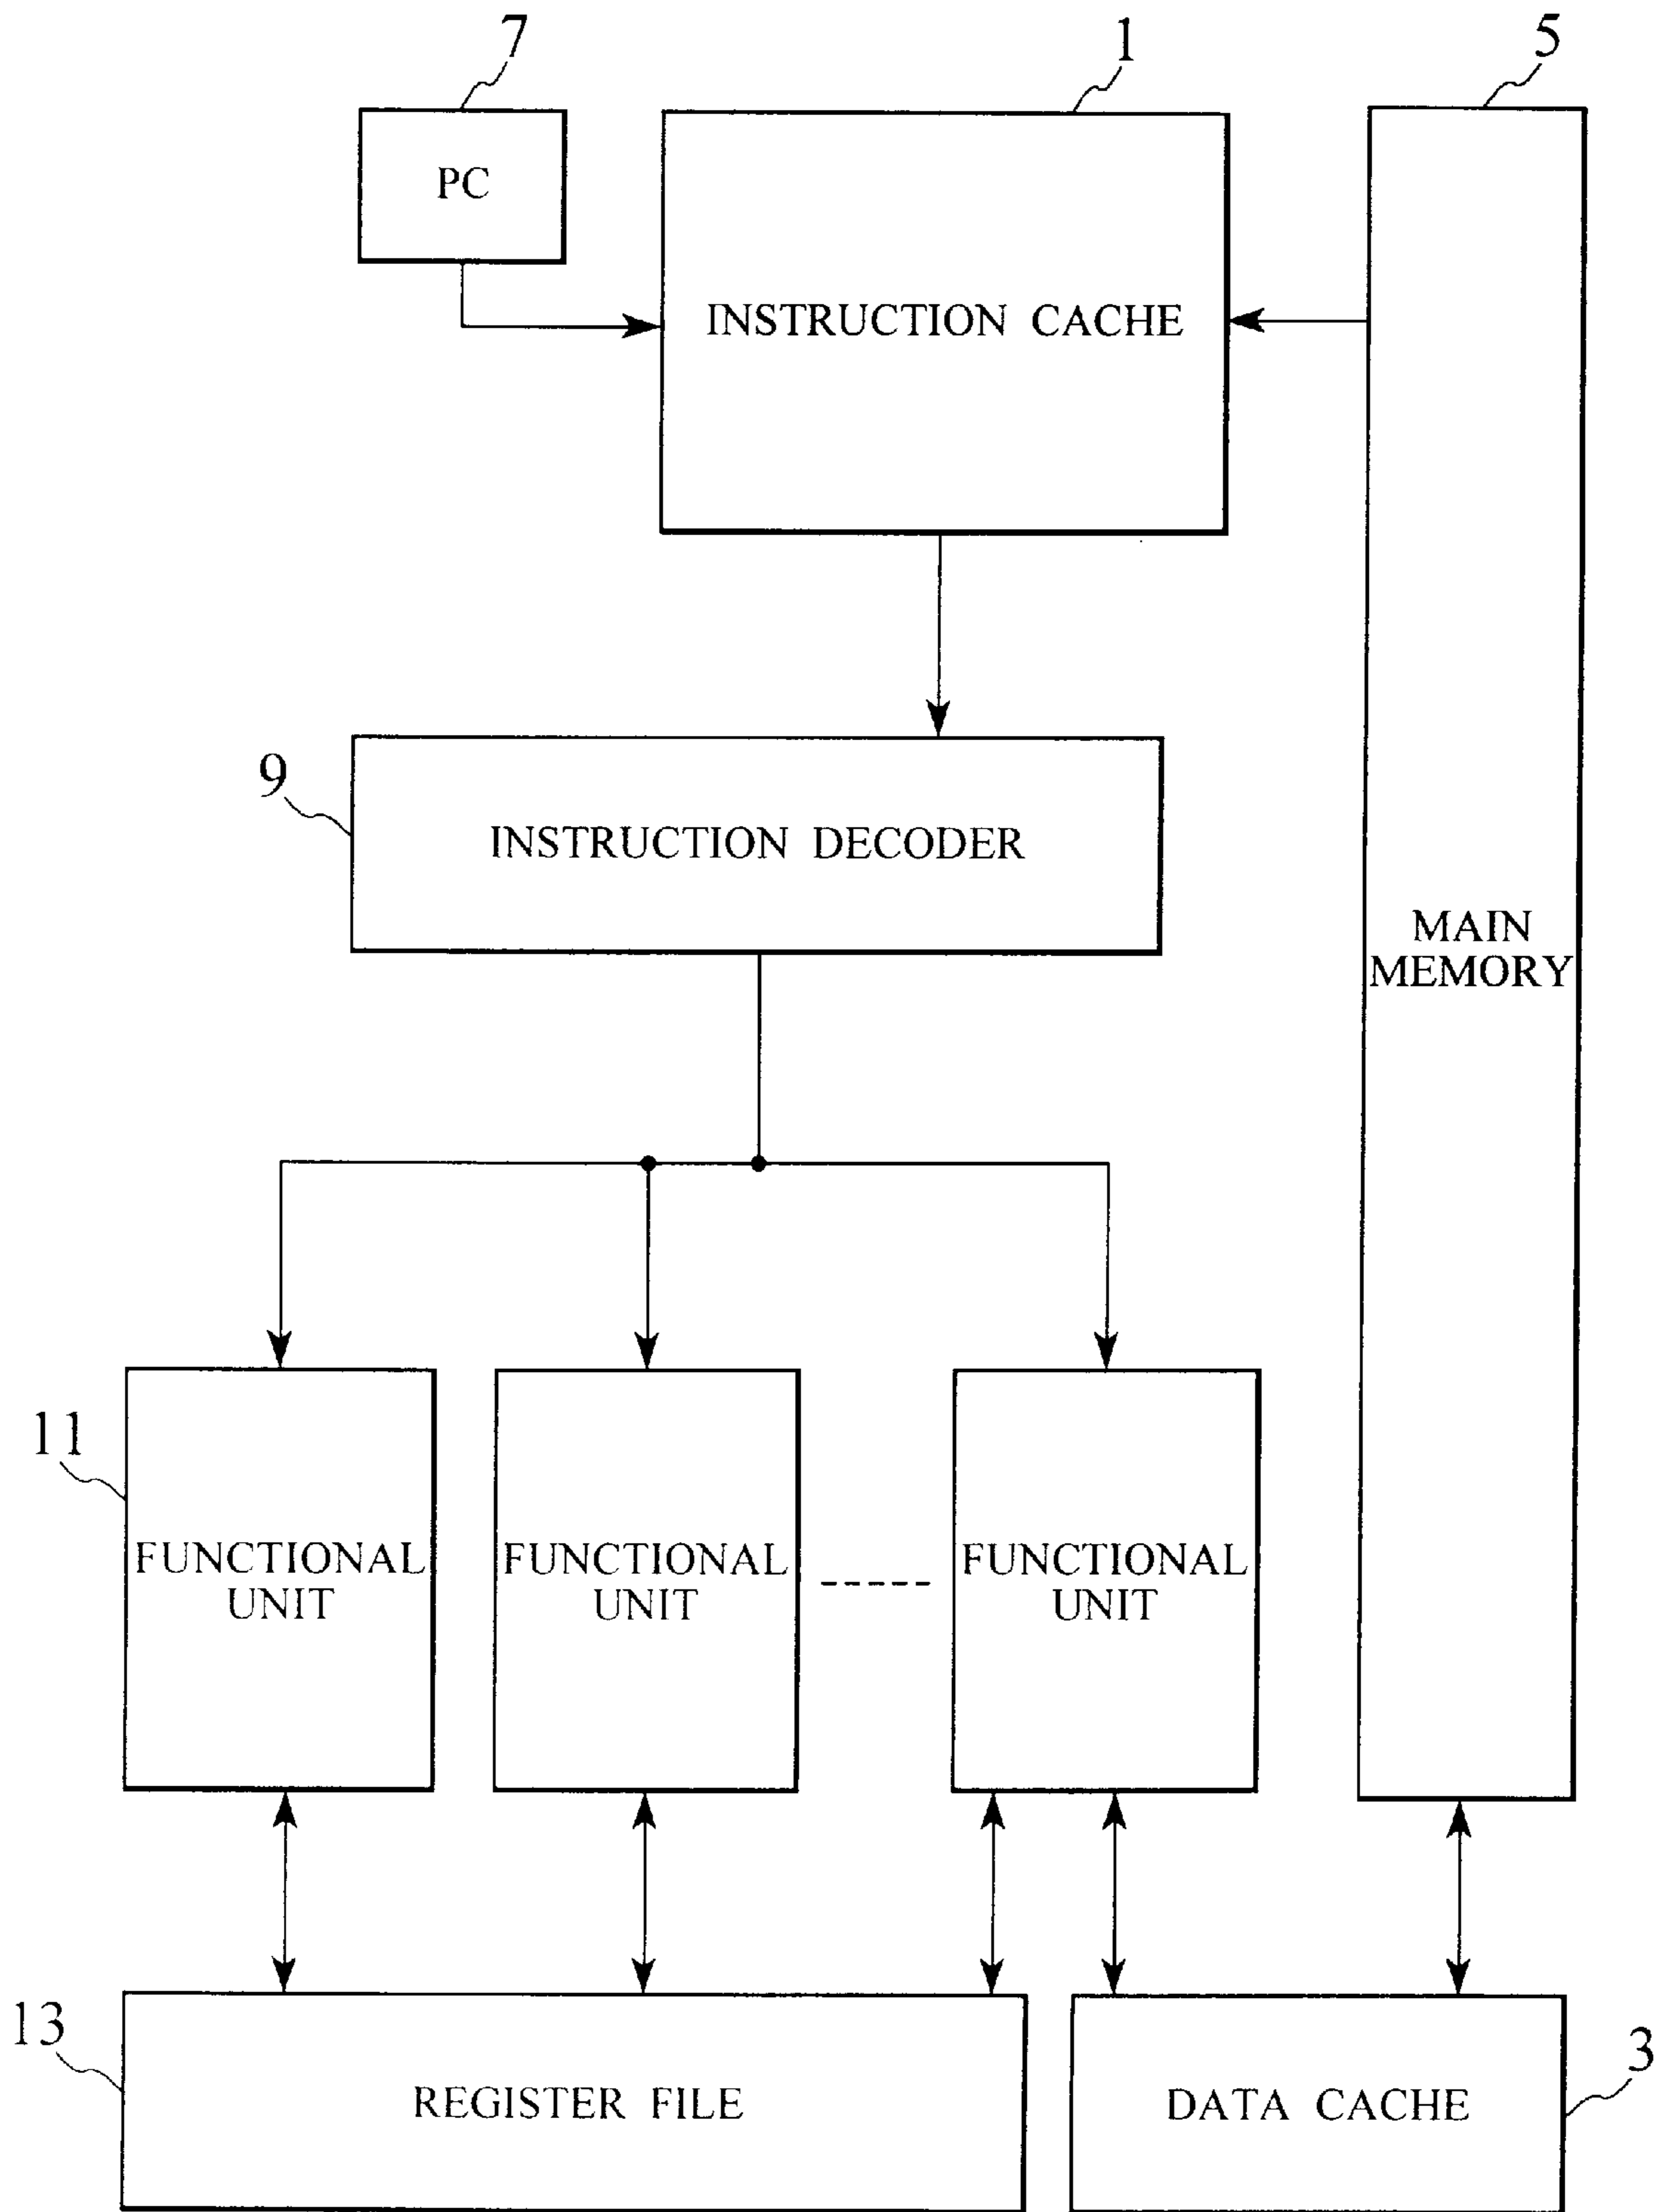 7
1
5
PC
INSTRUCTION CACHE
9
INSTRUCTION DECODER
MAIN
MEMORY
11
FUNCTIONAL
UNIT
FUNCTIONAL
UNIT
FUNCTIONAL
UNIT
13
REGISTER FILE
DATA CACHE
3